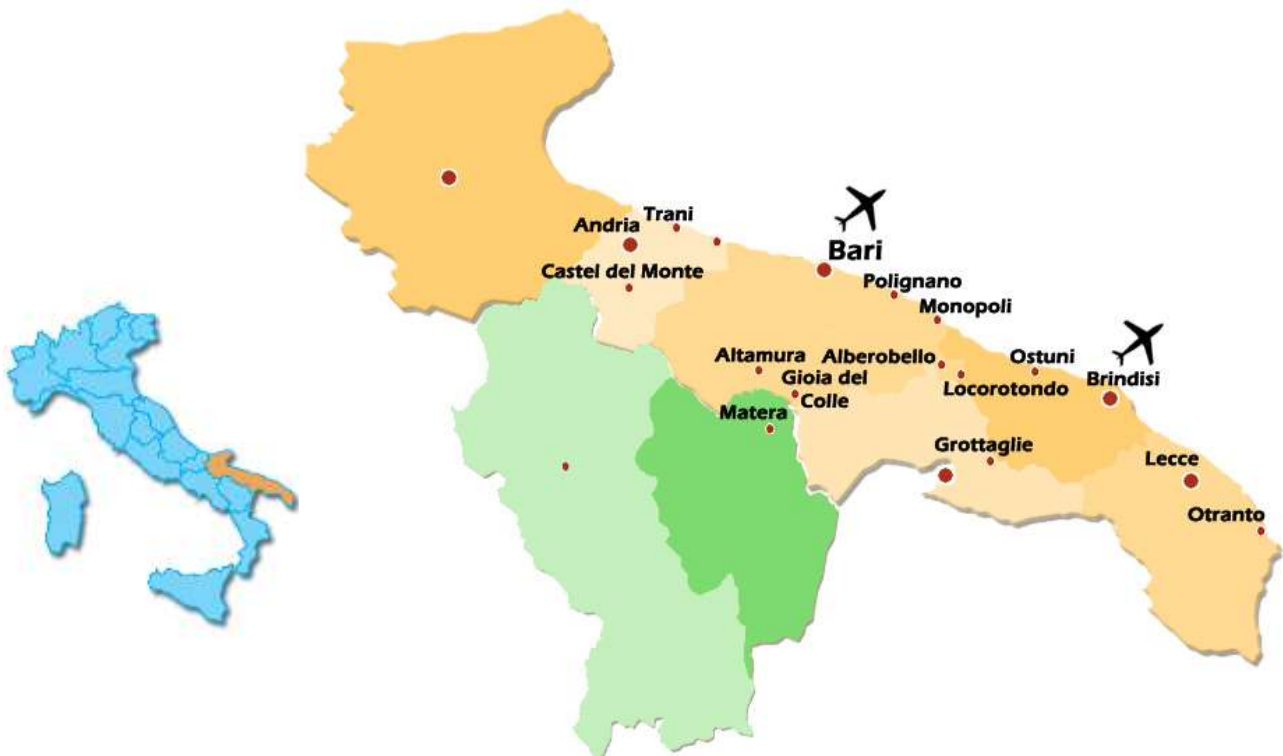 Trani
Andria
Bari
Castel del Monte
Polignano
Monopoli
Altamura
Alberobello
Ostuni
Gioia del
Colle
Locorotondo
Brindisi
Matera
Grottaglie
Lecce
Otranto